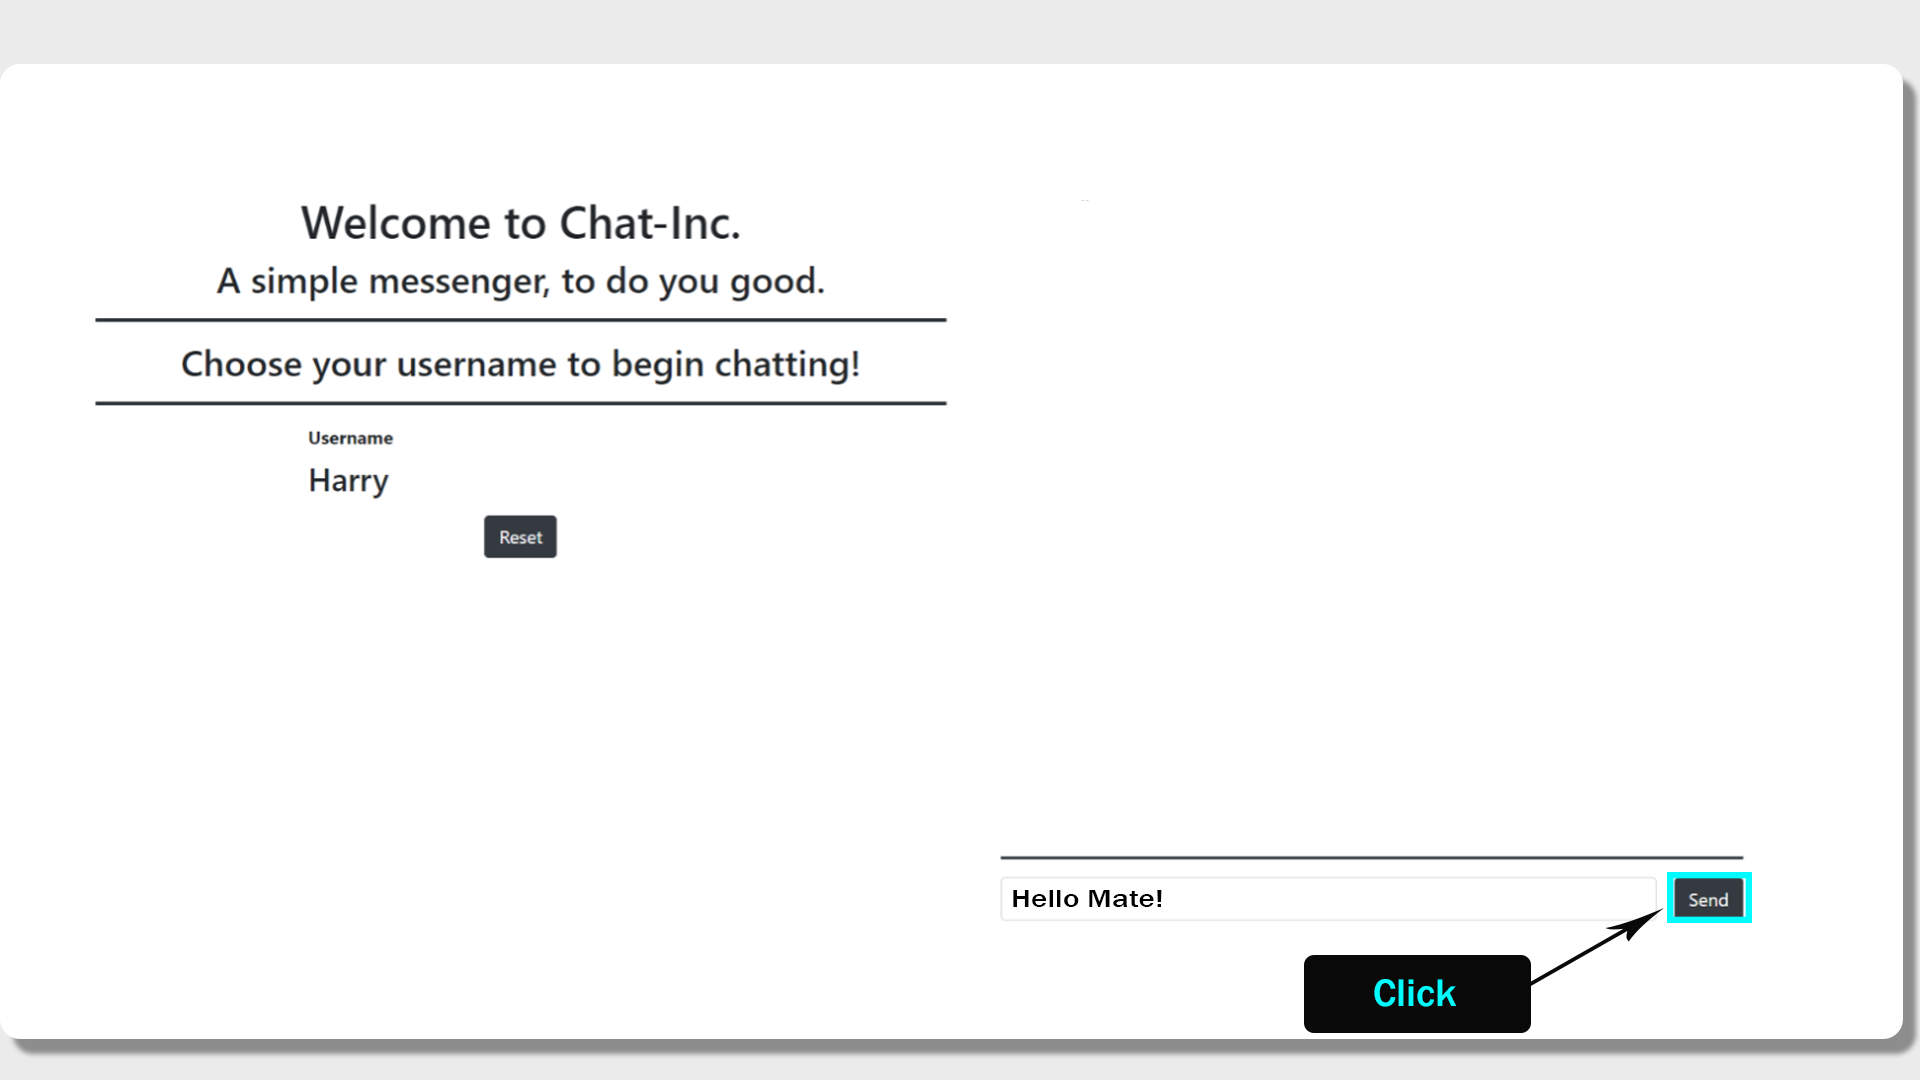 Welcome to Chat-Inc.
A simple messenger, to do you good.
Choose your username to begin chatting!
Username
Harry
Reset
Hello Mate!
Send
Click